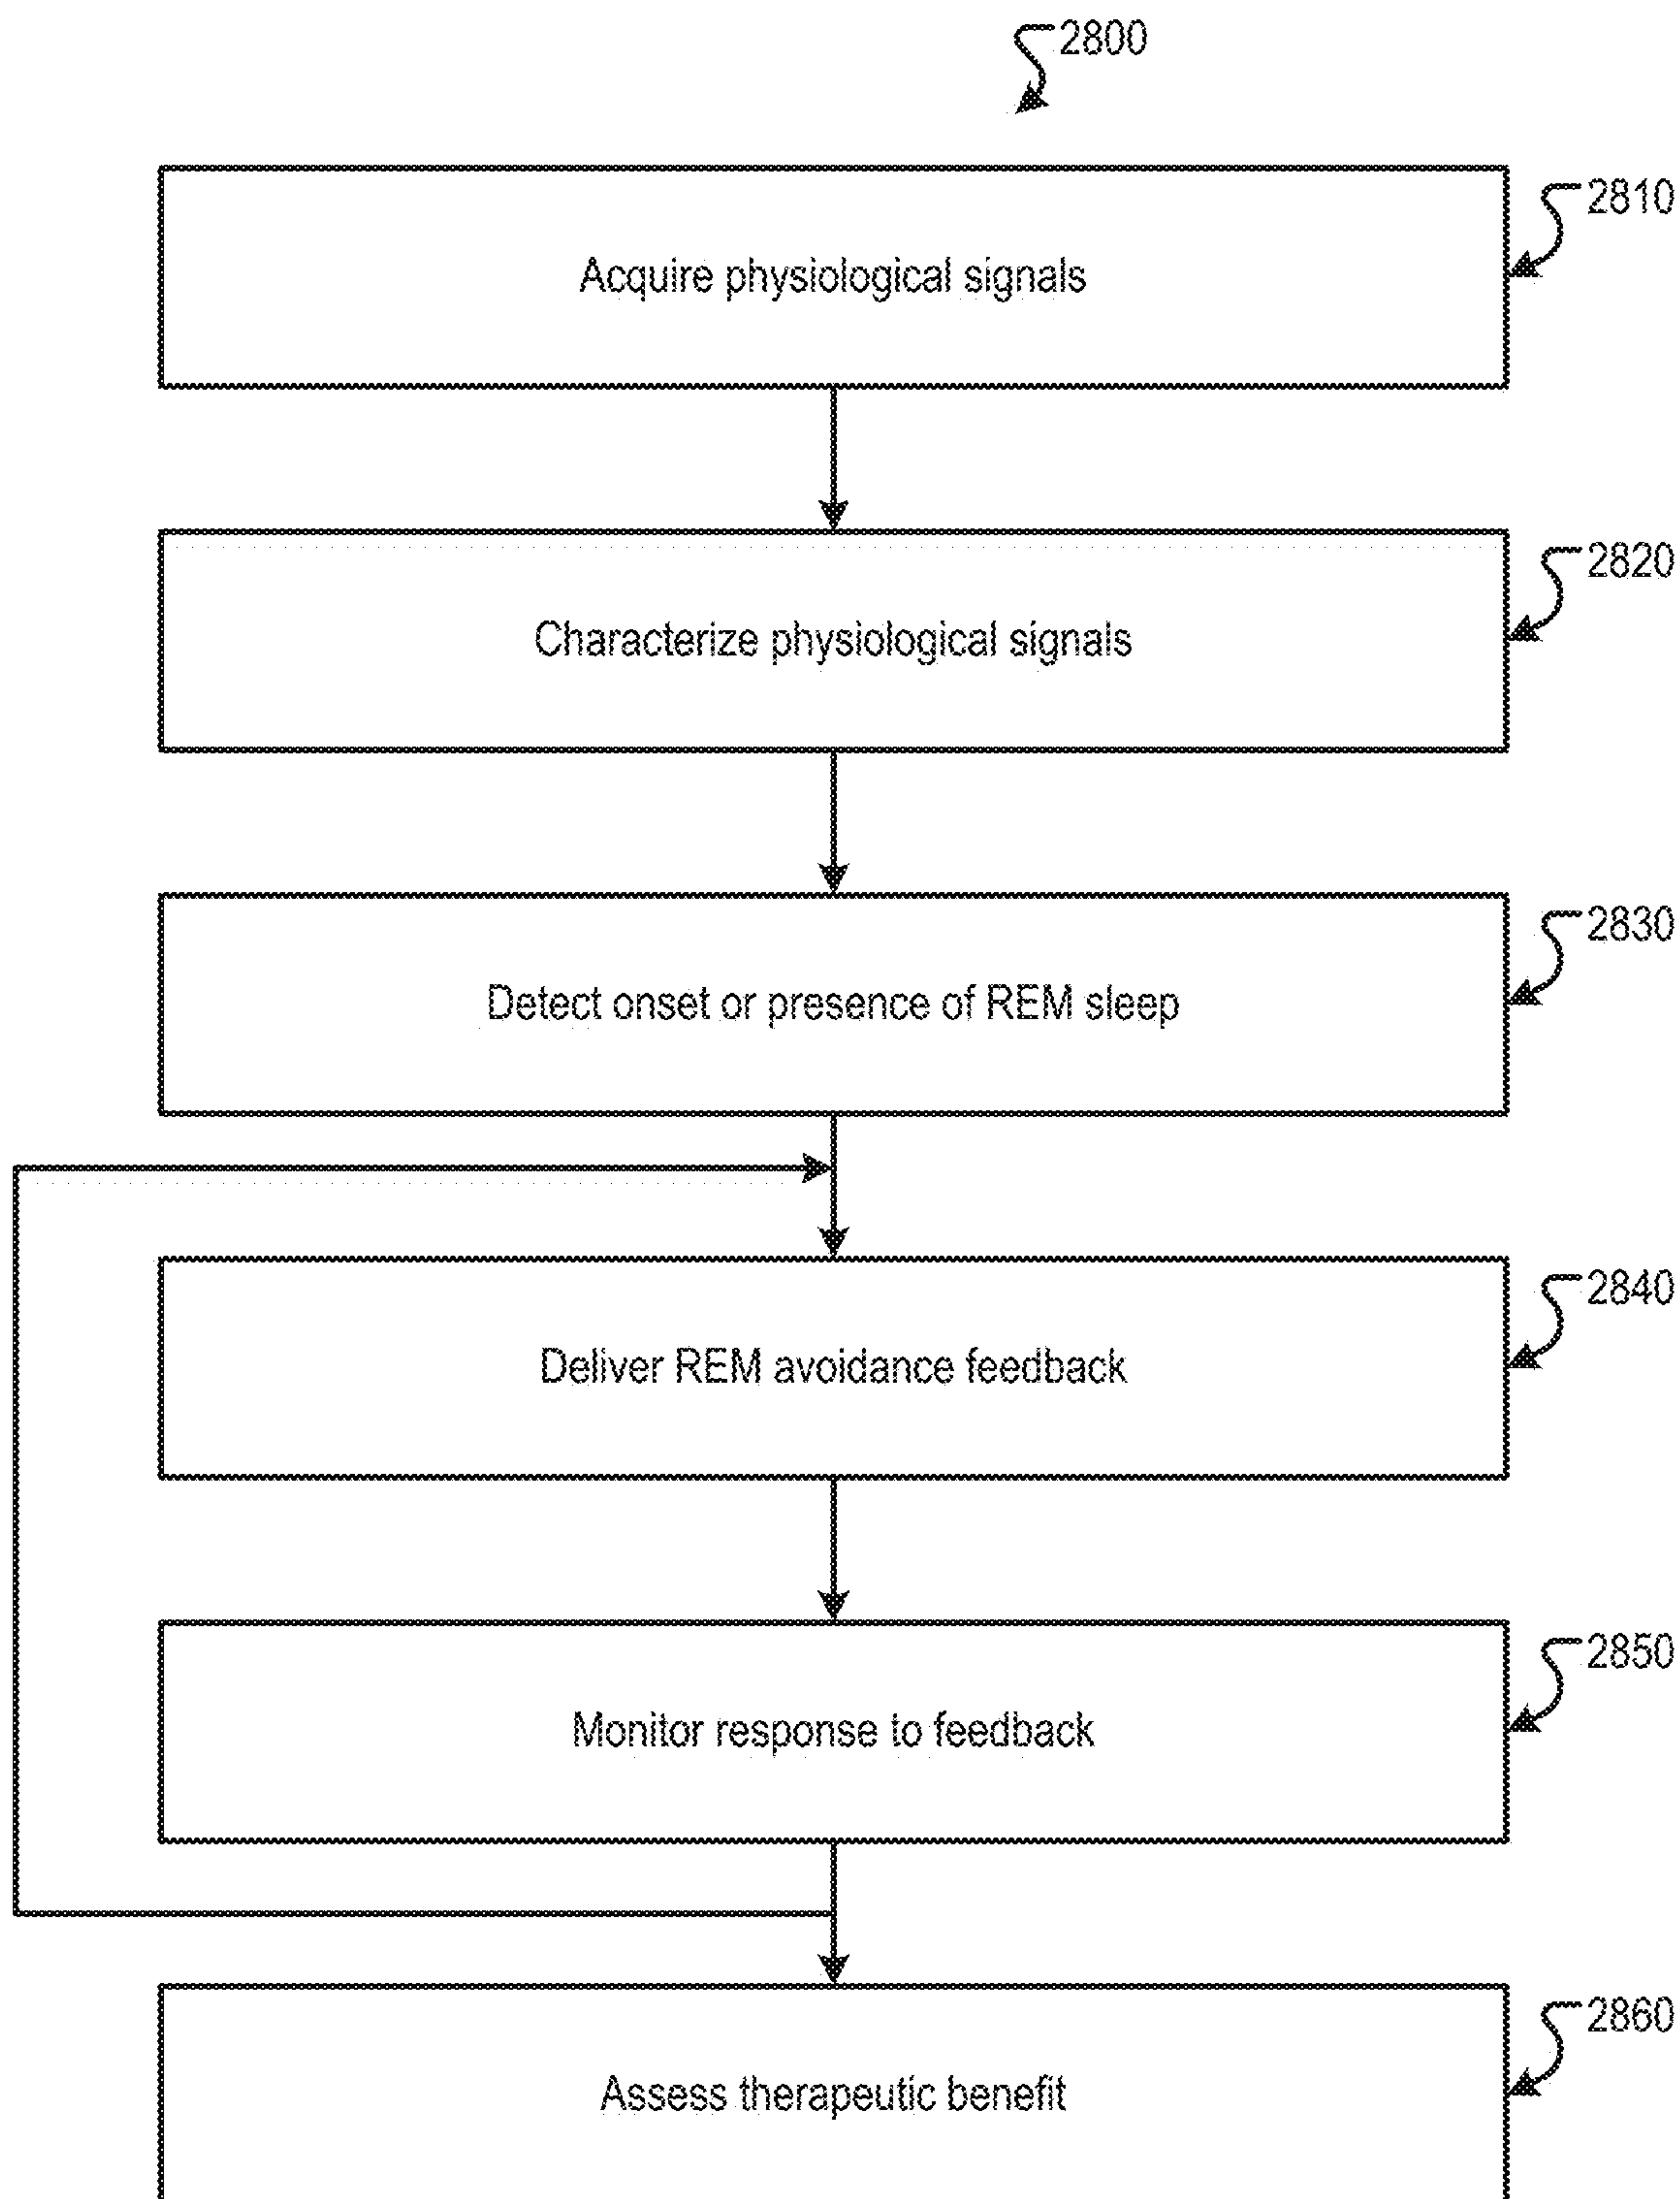 2800
2810
Acquire physiological signals
2820
Characterize physiological signals
2830
Detect onset or presence of REM sleep
2840
Deliver REM avoidance feedback
2850
Monitor response to feedback
2860
Assess therapeutic benefit